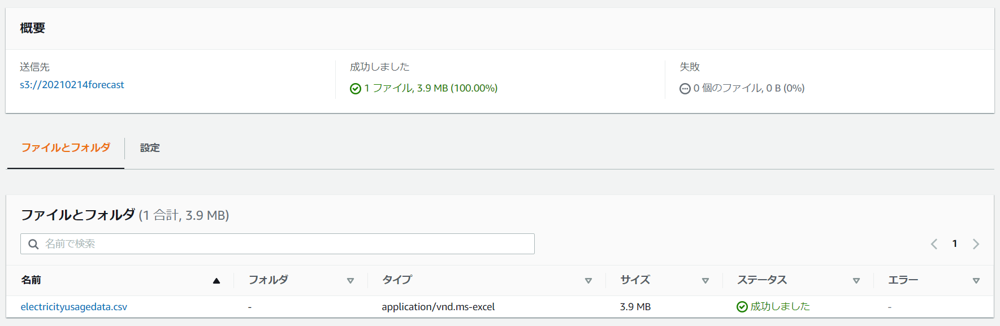 概要
送信先
s3://20210214forecast
成功しました
1 ファイル, 3.9 MB (100.00%)
失敗
0 個のファイル, 0 B (0%)
ファイルとフォルダ
設定
ファイルとフォルダ (1 合計, 3.9 MB)
名前で検索
1
名前 フォルダ タイプ サイズ ステータス エラー
electricityusagedata.csv - application/vnd.ms-excel 3.9 MB 成功しました -